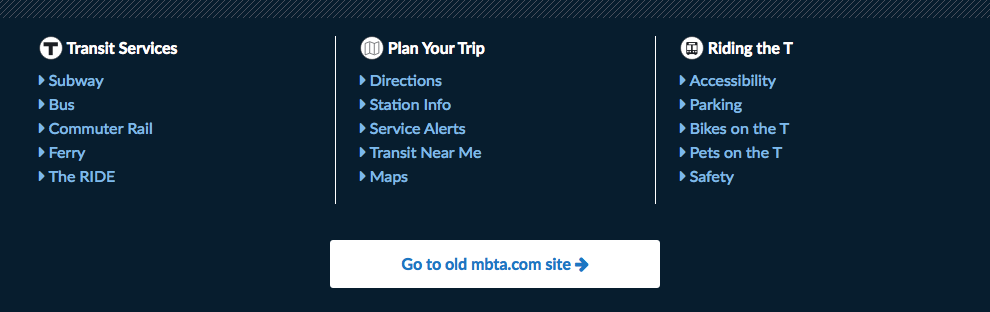 Transit Services
Subway
Bus
Commuter Rail
Ferry
The RIDE
Plan Your Trip
Directions
Station Info
Service Alerts
Transit Near Me
Maps
Riding the T
Accessibility
Parking
Bikes on the T
Pets on the T
Safety
Go to old mbta.com site